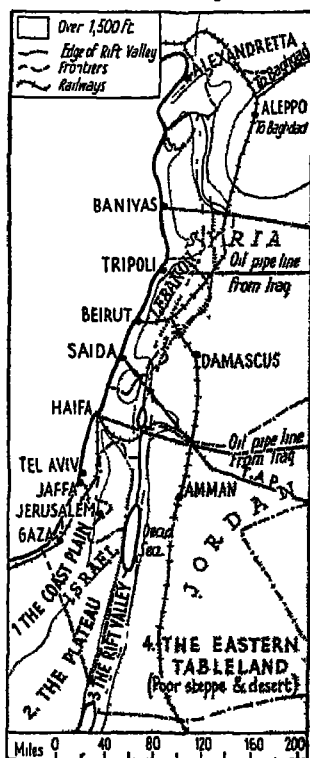 Over 1,500 ft.
Edge of Rift Valley
Frontiers
Railways
ALEXANDRETTA
To Baghdad
ALEPPO
To Baghdad
BANIVAS
RIA
Oil pipe line
From Iraq
TRIPOLI
LEBANON
BEIRUT
SAIDA
DAMASCUS
HAIFA
Oil pipe line
From Iraq
TEL AVIV
JAFFA
JERUSALEM
GAZA
AMMAN
Dead
Sea
JORDAN
1 THE COAST PLAIN
ISRAEL
2. THE PLATEAU
3 THE RIFT VALLEY
4. THE EASTERN
TABLELAND
(Poor steppe & desert)
Miles 0 40 80 120 200